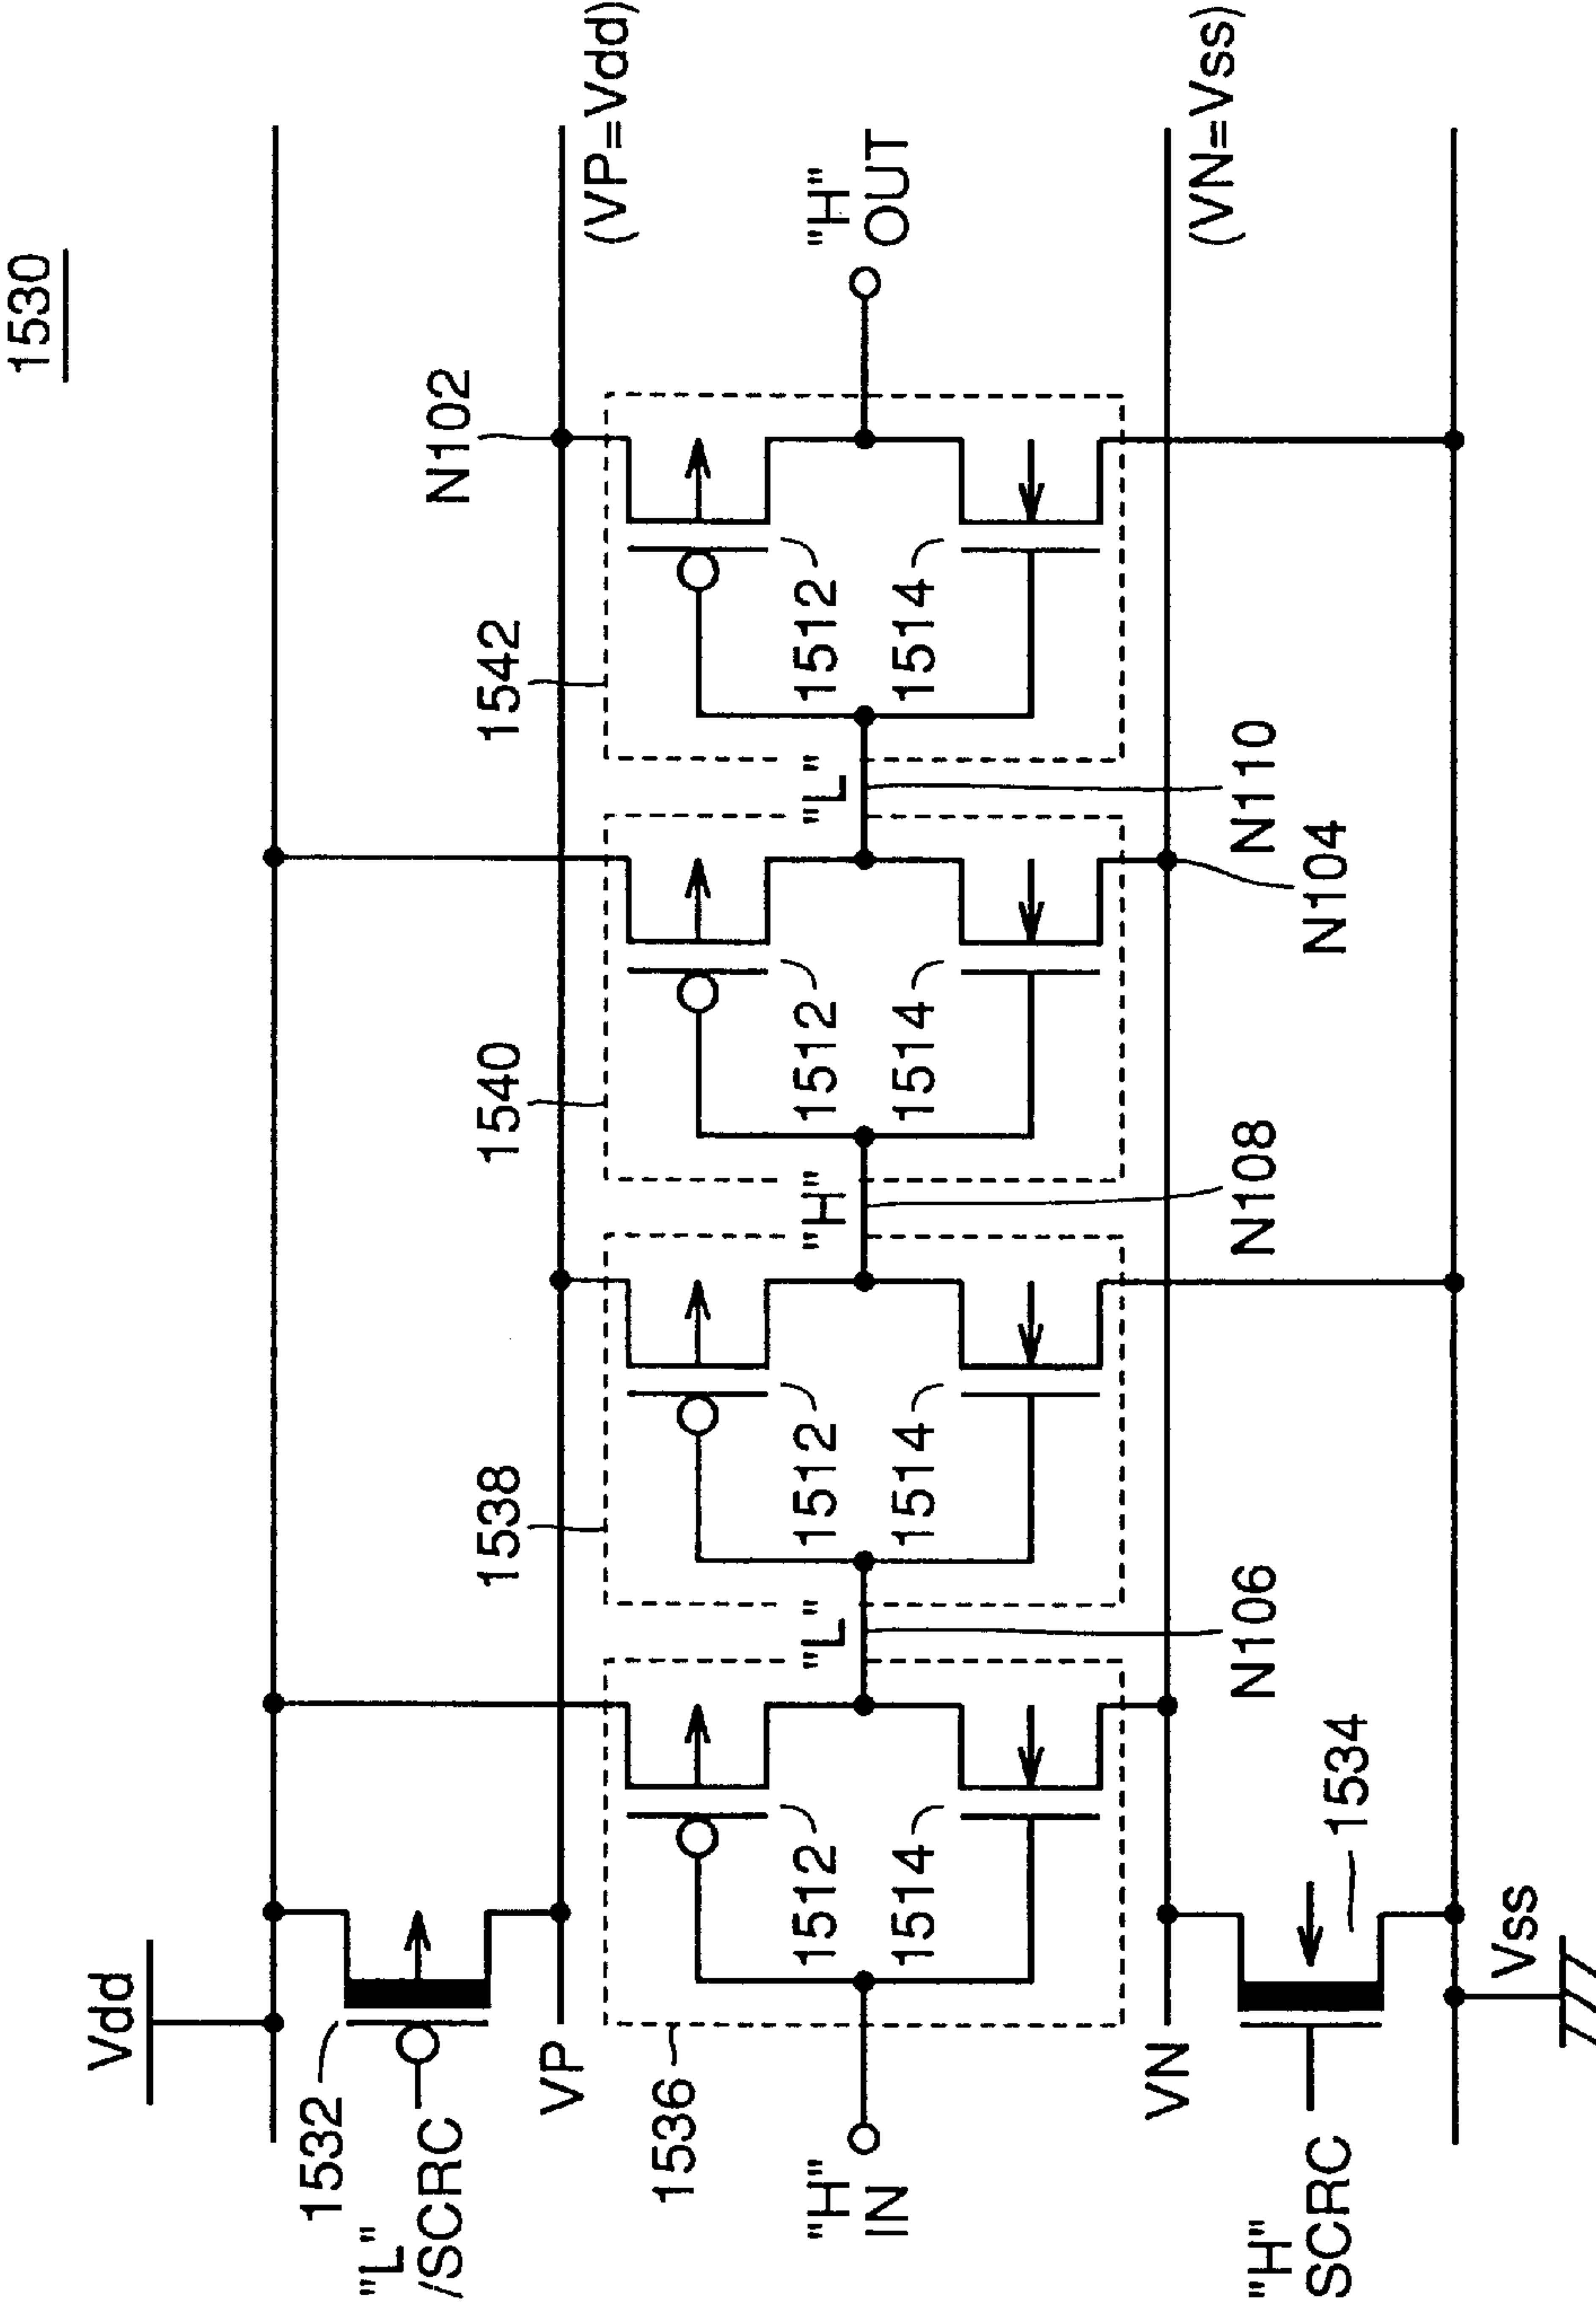 1530
Vdd
1532
"L"
/SCRC
VP
(VP=Vdd)
N102
1536
1538
1540
1542
1512
1512
1512
1512
"H"
IN
"L"
"H"
"L"
"H"
OUT
1514
1514
1514
1514
VN
(VN=Vss)
N106
N108
N110
N104
"H"
SCRC
1534
Vss